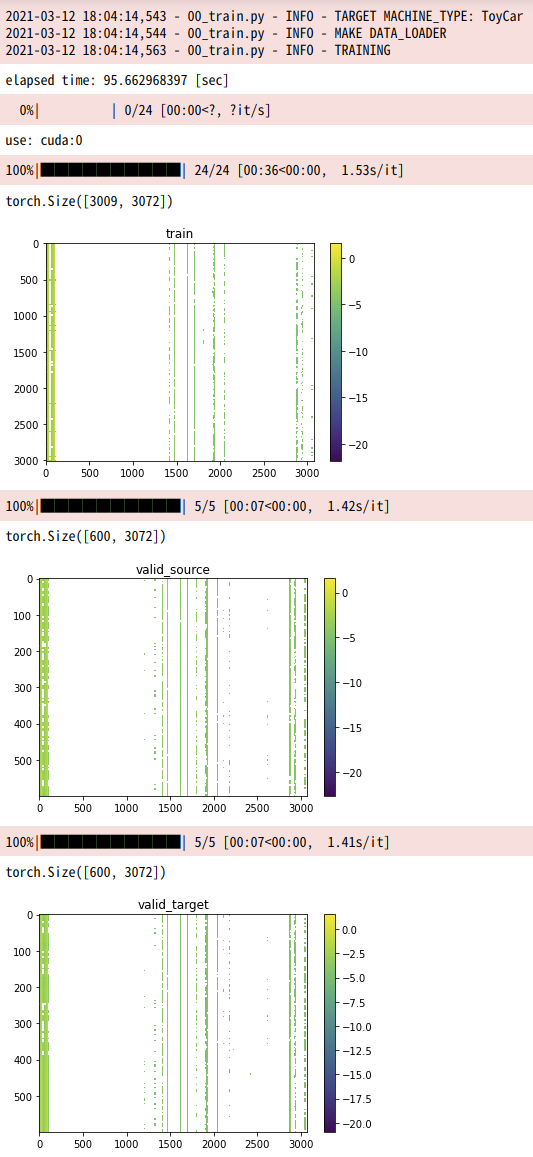 2021-03-12 18:04:14,543 - 00_train.py - INFO - TARGET MACHINE_TYPE: ToyCar
2021-03-12 18:04:14,544 - 00_train.py - INFO - MAKE DATA_LOADER
2021-03-12 18:04:14,563 - 00_train.py - INFO - TRAINING
elapsed time: 95.662968397 [sec]
0%| | 0/24 [00:00<?, ?it/s]
use: cuda:0
100%|██████████| 24/24 [00:36<00:00, 1.53s/it]
torch.Size([3009, 3072])
train
0
500
1000
1500
2000
2500
3000
0 500 1000 1500 2000 2500 3000
0
−5
−10
−15
−20
100%|██████████| 5/5 [00:07<00:00, 1.42s/it]
torch.Size([600, 3072])
valid_source
0
100
200
300
400
500
0 500 1000 1500 2000 2500 3000
0
−5
−10
−15
−20
100%|██████████| 5/5 [00:07<00:00, 1.41s/it]
torch.Size([600, 3072])
valid_target
0
100
200
300
400
500
0 500 1000 1500 2000 2500 3000
0.0
−2.5
−5.0
−7.5
−10.0
−12.5
−15.0
−17.5
−20.0